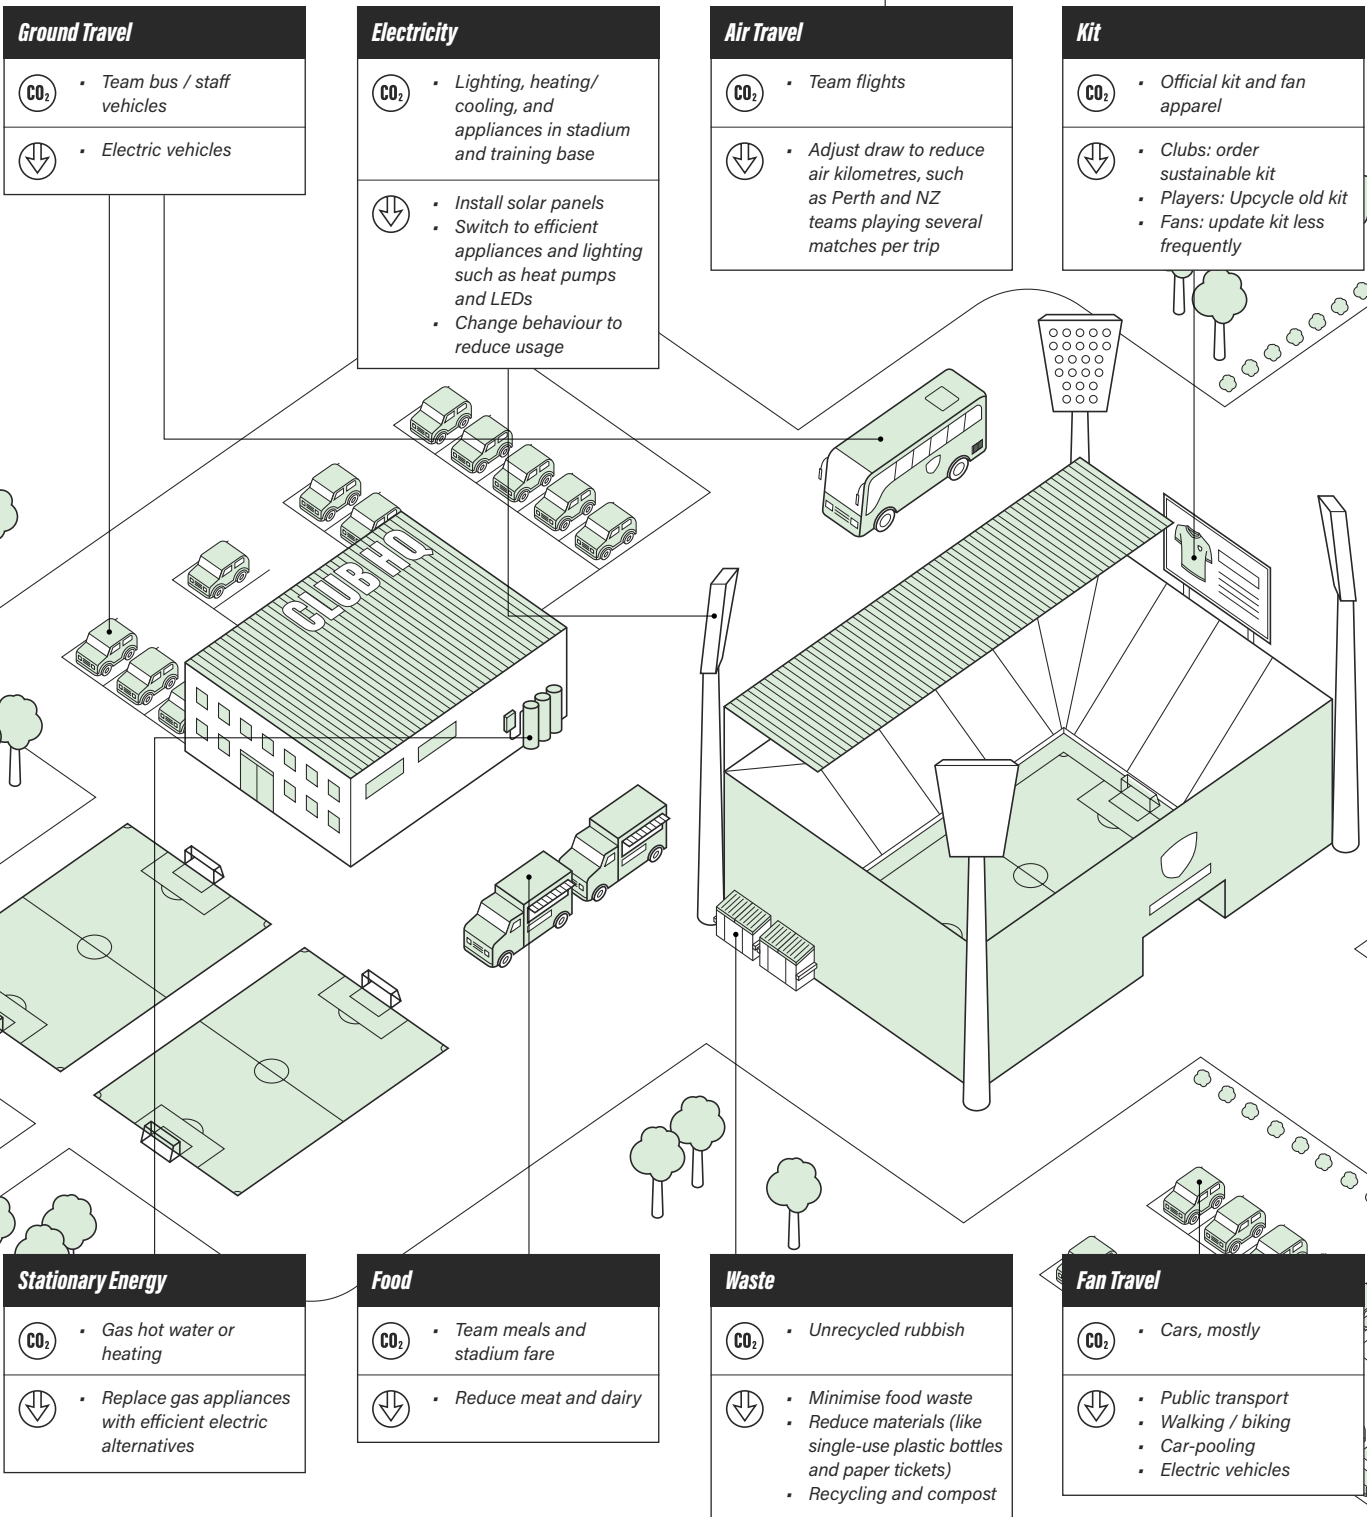 Ground Travel
CO₂
• Team bus / staff
vehicles
• Electric vehicles
Electricity
CO₂
• Lighting, heating/
cooling, and
appliances in stadium
and training base
• Install solar panels
• Switch to efficient
appliances and lighting
such as heat pumps
and LEDs
• Change behaviour to
reduce usage
Air Travel
CO₂
• Team flights
• Adjust draw to reduce
air kilometres, such
as Perth and NZ
teams playing several
matches per trip
Kit
CO₂
• Official kit and fan
apparel
• Clubs: order
sustainable kit
• Players: Upcycle old kit
• Fans: update kit less
frequently
CLUB HQ
Stationary Energy
CO₂
• Gas hot water or
heating
• Replace gas appliances
with efficient electric
alternatives
Food
CO₂
• Team meals and
stadium fare
• Reduce meat and dairy
Waste
CO₂
• Unrecycled rubbish
• Minimise food waste
• Reduce materials (like
single-use plastic bottles
and paper tickets)
• Recycling and compost
Fan Travel
CO₂
• Cars, mostly
• Public transport
• Walking / biking
• Car-pooling
• Electric vehicles